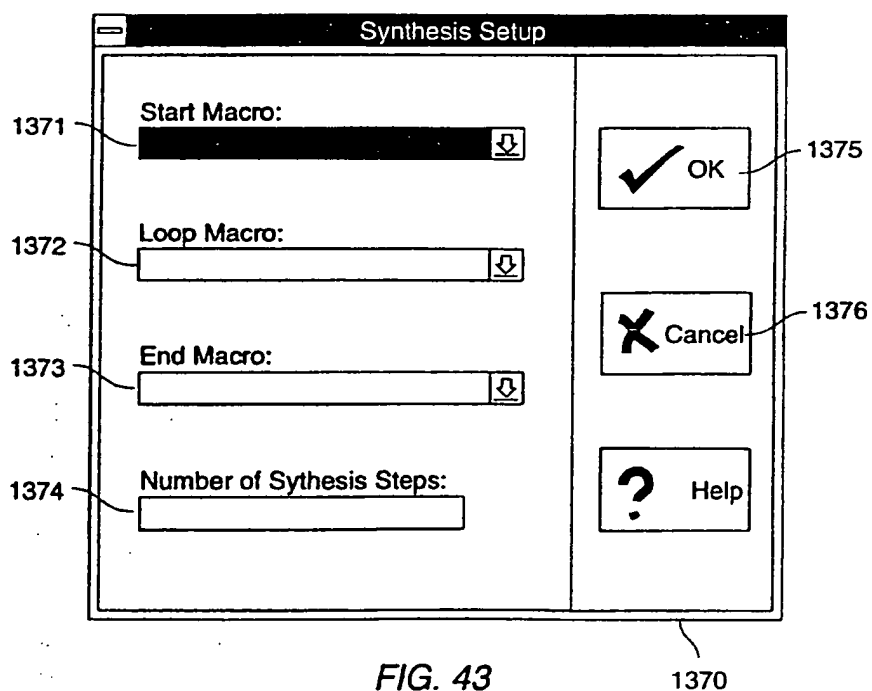 Synthesis Setup
Start Macro:
1371
OK
1375
Loop Macro:
1372
Cancel
1376
End Macro:
1373
Number of Sythesis Steps:
1374
? Help
FIG. 43
1370